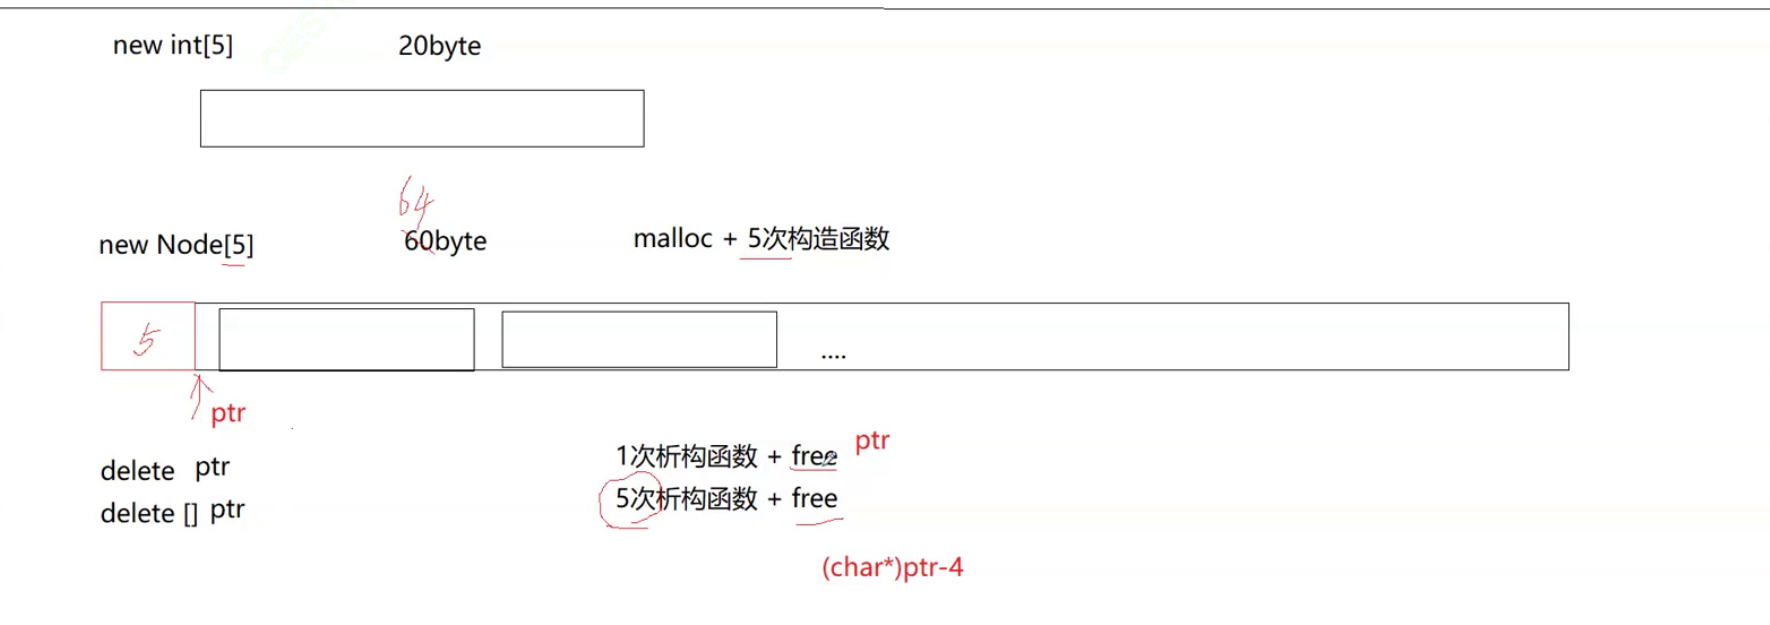 new int[5] 20byte
64
new Node[5] 60byte malloc + 5次构造函数
5
....
ptr
ptr
delete ptr 1次析构函数 + free
delete [] ptr 5次析构函数 + free
(char*)ptr-4